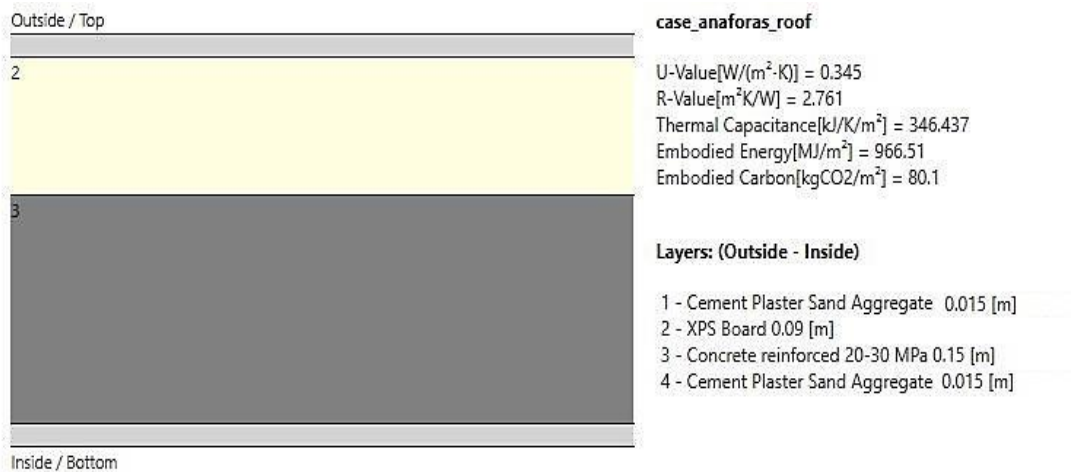 Outside / Top
2
3
Inside / Bottom
case_anaforas_roof
U-Value[W/(m²·K)] = 0.345
R-Value[m²K/W] = 2.761
Thermal Capacitance[kJ/K/m²] = 346.437
Embodied Energy[MJ/m²] = 966.51
Embodied Carbon[kgCO2/m²] = 80.1
Layers: (Outside - Inside)
1 - Cement Plaster Sand Aggregate 0.015 [m]
2 - XPS Board 0.09 [m]
3 - Concrete reinforced 20-30 MPa 0.15 [m]
4 - Cement Plaster Sand Aggregate 0.015 [m]